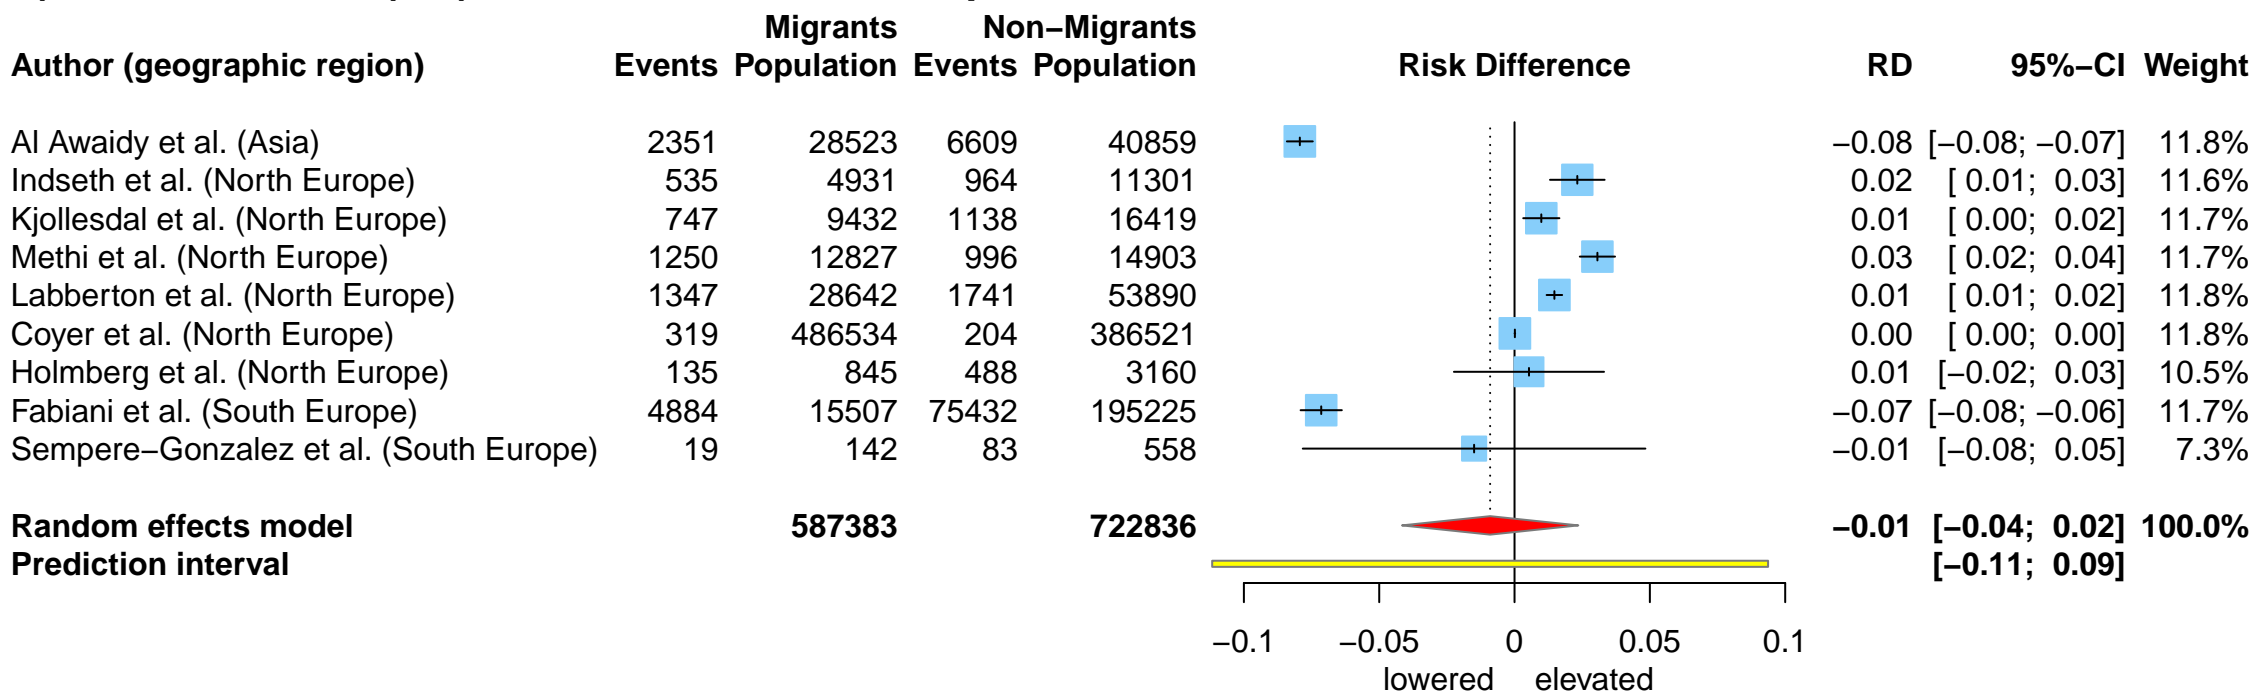 Migrants Non−Migrants
Author (geographic region) Events Population Events Population Risk Difference RD 95%−CI Weight
Al Awaidy et al. (Asia) 2351 28523 6609 40859 −0.08 [−0.08; −0.07] 11.8%
Indseth et al. (North Europe) 535 4931 964 11301 0.02 [ 0.01; 0.03] 11.6%
Kjollesdal et al. (North Europe) 747 9432 1138 16419 0.01 [ 0.00; 0.02] 11.7%
Methi et al. (North Europe) 1250 12827 996 14903 0.03 [ 0.02; 0.04] 11.7%
Labberton et al. (North Europe) 1347 28642 1741 53890 0.01 [ 0.01; 0.02] 11.8%
Coyer et al. (North Europe) 319 486534 204 386521 0.00 [ 0.00; 0.00] 11.8%
Holmberg et al. (North Europe) 135 845 488 3160 0.01 [−0.02; 0.03] 10.5%
Fabiani et al. (South Europe) 4884 15507 75432 195225 −0.07 [−0.08; −0.06] 11.7%
Sempere−Gonzalez et al. (South Europe) 19 142 83 558 −0.01 [−0.08; 0.05] 7.3%
Random effects model 587383 722836 −0.01 [−0.04; 0.02] 100.0%
Prediction interval [−0.11; 0.09]
−0.1 −0.05 0 0.05 0.1
lowered elevated